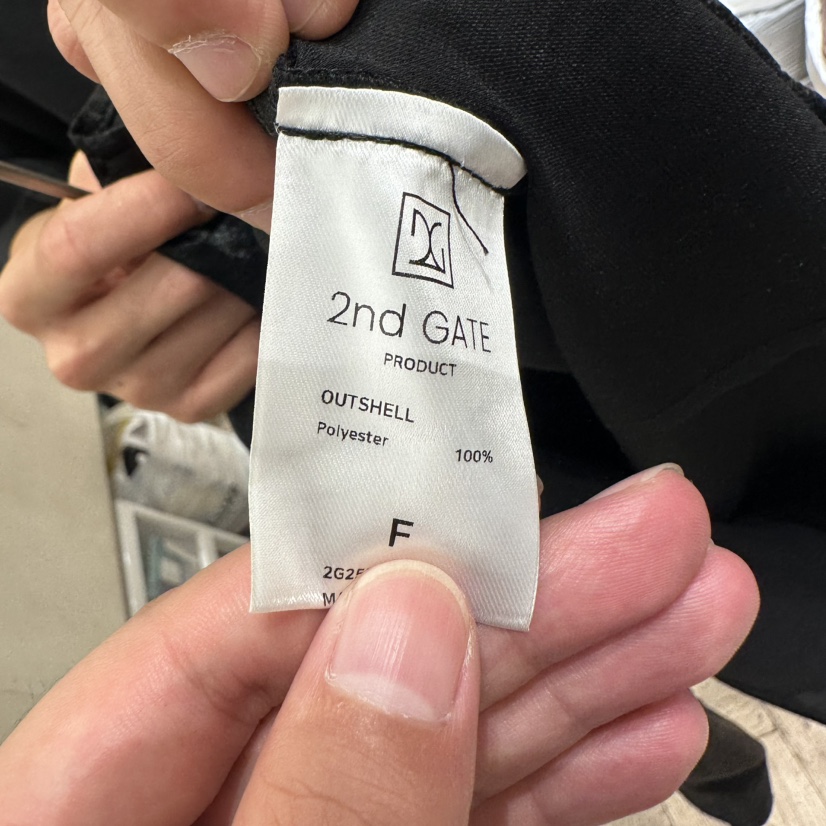 2nd GATE
PRODUCT
OUTSHELL
Polyester 100%
F